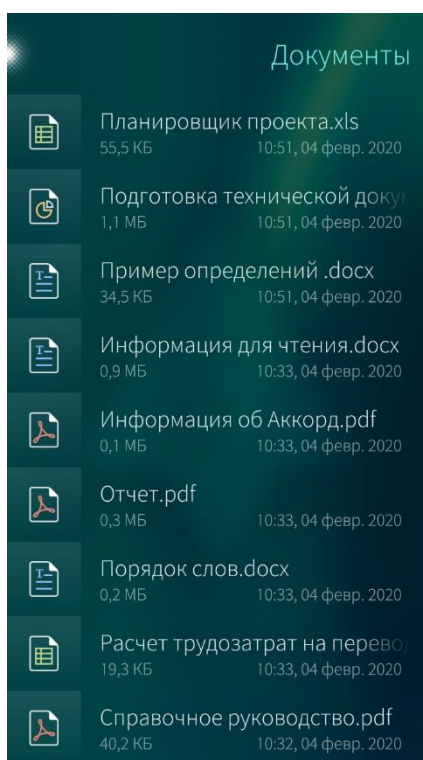 Документы
Планировщик проекта.xls
55,5 КБ 10:51, 04 февр. 2020
Подготовка технической доку
1,1 МБ 10:51, 04 февр. 2020
Пример определений .docx
34,5 КБ 10:51, 04 февр. 2020
Информация для чтения.docx
0,9 МБ 10:33, 04 февр. 2020
Информация об Аккорд.pdf
0,1 МБ 10:33, 04 февр. 2020
Отчет.pdf
0,3 МБ 10:33, 04 февр. 2020
Порядок слов.docx
0,2 МБ 10:33, 04 февр. 2020
Расчет трудозатрат на перево
19,3 КБ 10:33, 04 февр. 2020
Справочное руководство.pdf
40,2 КБ 10:32, 04 февр. 2020